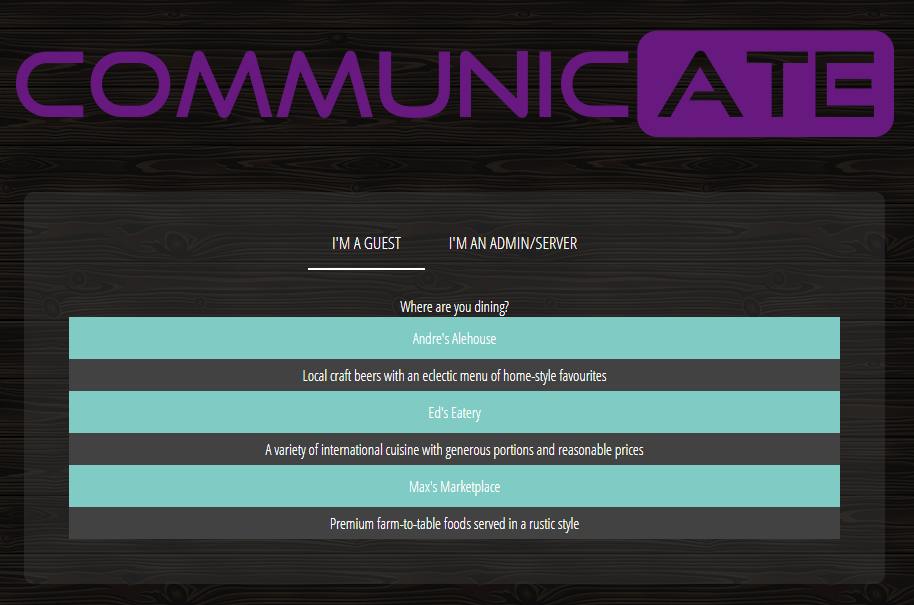 COMMUNICATE
I'M A GUEST I'M AN ADMIN/SERVER
Where are you dining?
Andre's Alehouse
Local craft beers with an eclectic menu of home-style favourites
Ed's Eatery
A variety of international cuisine with generous portions and reasonable prices
Max's Marketplace
Premium farm-to-table foods served in a rustic style